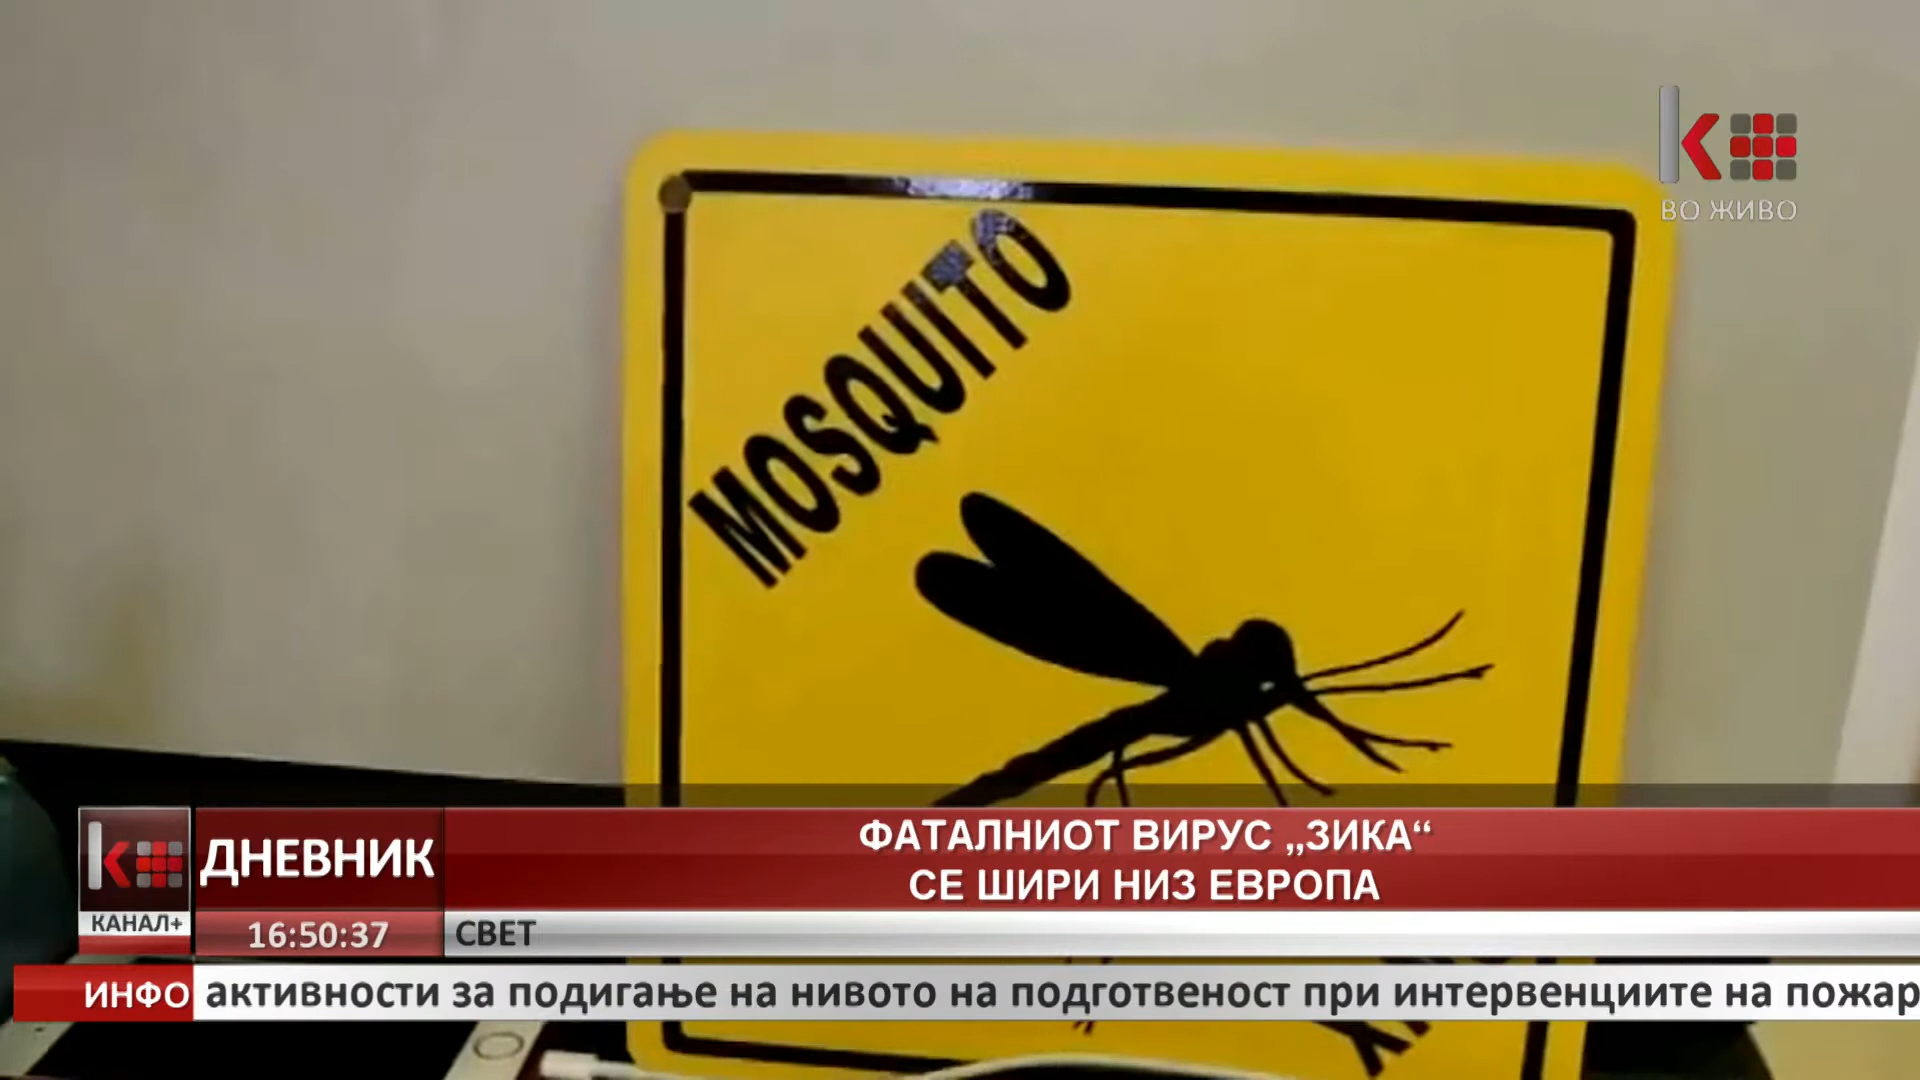 ВО ЖИВО
MOSQUITO
ФАТАЛНИОТ ВИРУС „ЗИКА“
СЕ ШИРИ НИЗ ЕВРОПА
ДНЕВНИК
КАНАЛ+
16:50:37
СВЕТ
ИНФО
активности за подигање на нивото на подготвеност при интервенциите на пожар